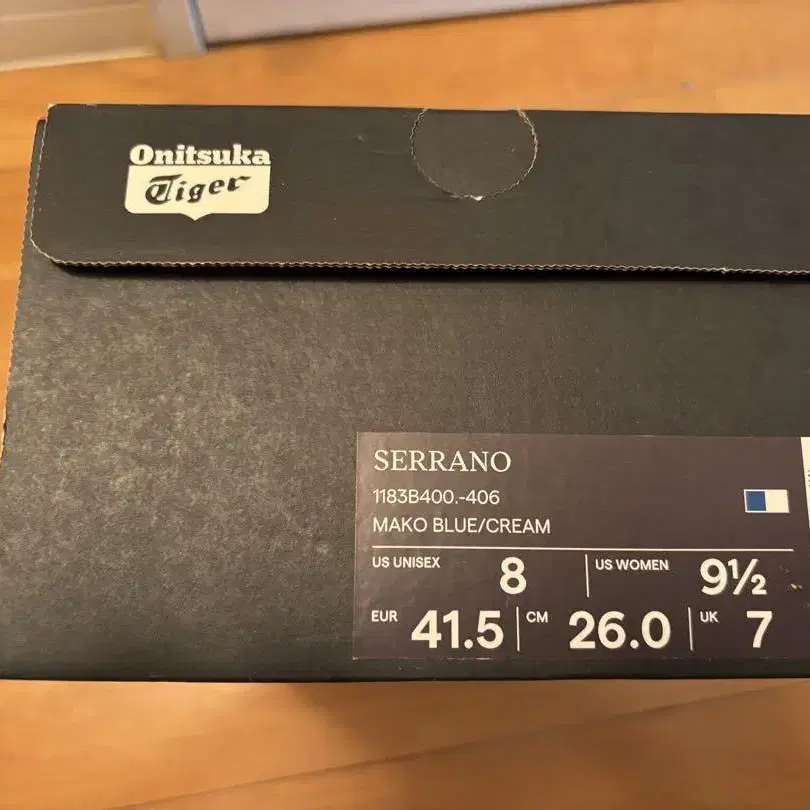 Onitsuka
Tiger
SERRANO
1183B400.-406
MAKO BLUE/CREAM
US UNISEX 8 US WOMEN 9½
EUR 41.5 CM 26.0 UK 7